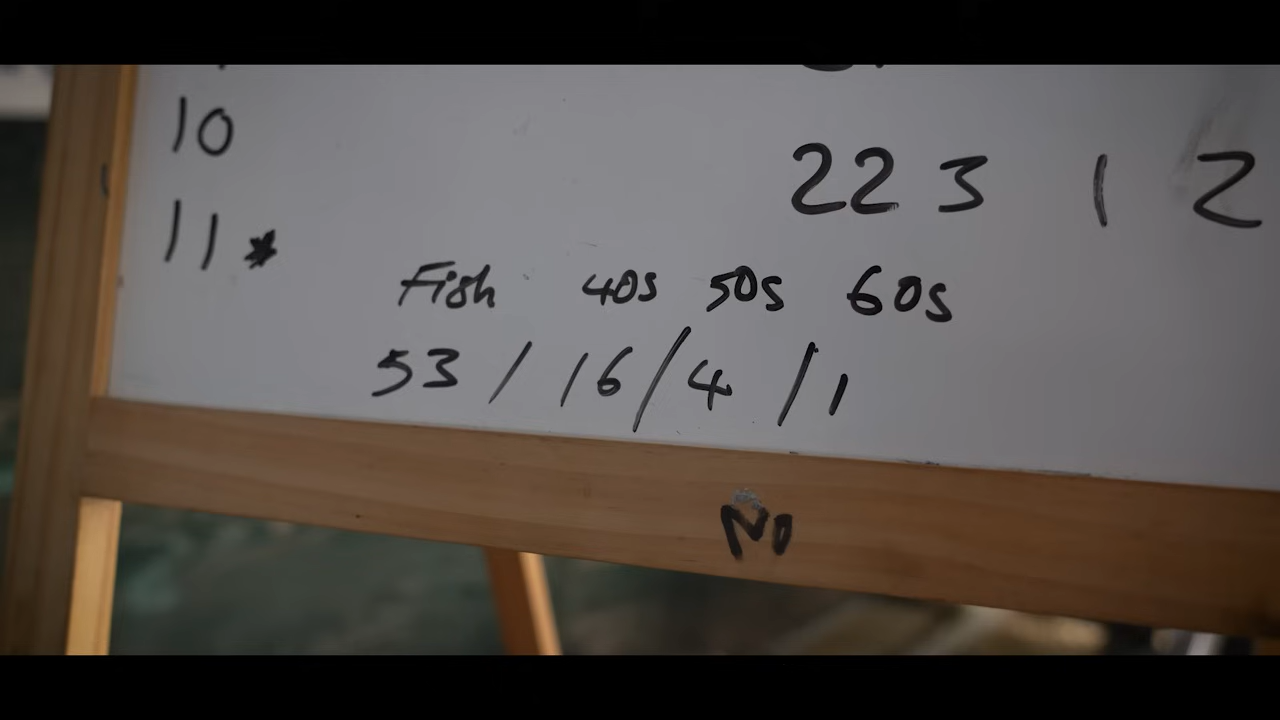 10
22 3 1 2
11 *
Fish 40s 50s 60s
53 / 16 / 4 / 1
No